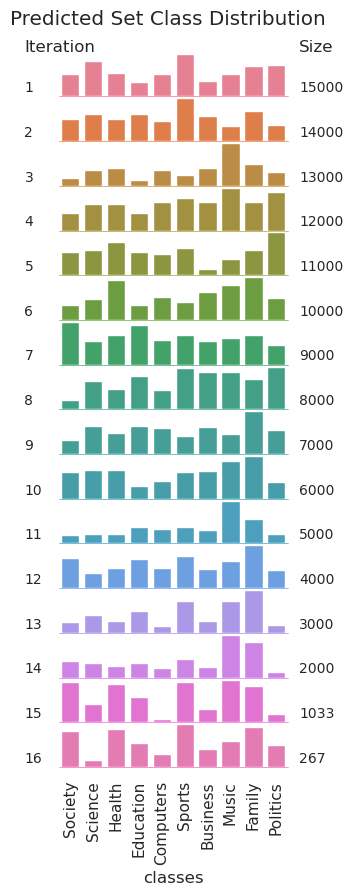 Predicted Set Class Distribution
Iteration Size
1 15000
2 14000
3 13000
4 12000
5 11000
6 10000
7 9000
8 8000
9 7000
10 6000
11 5000
12 4000
13 3000
14 2000
15 1033
16 267
Society
Science
Health
Education
Computers
Sports
Business
Music
Family
Politics
classes